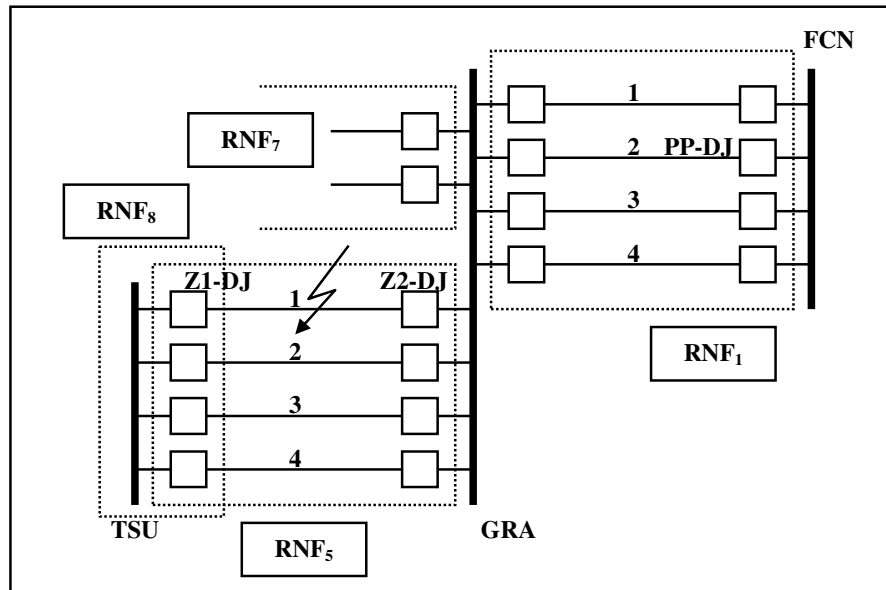 FCN
1
RNF₇
2 PP-DJ
RNF₈
3
4
Z1-DJ Z2-DJ
1
RNF₁
2
3
4
TSU GRA
RNF₅